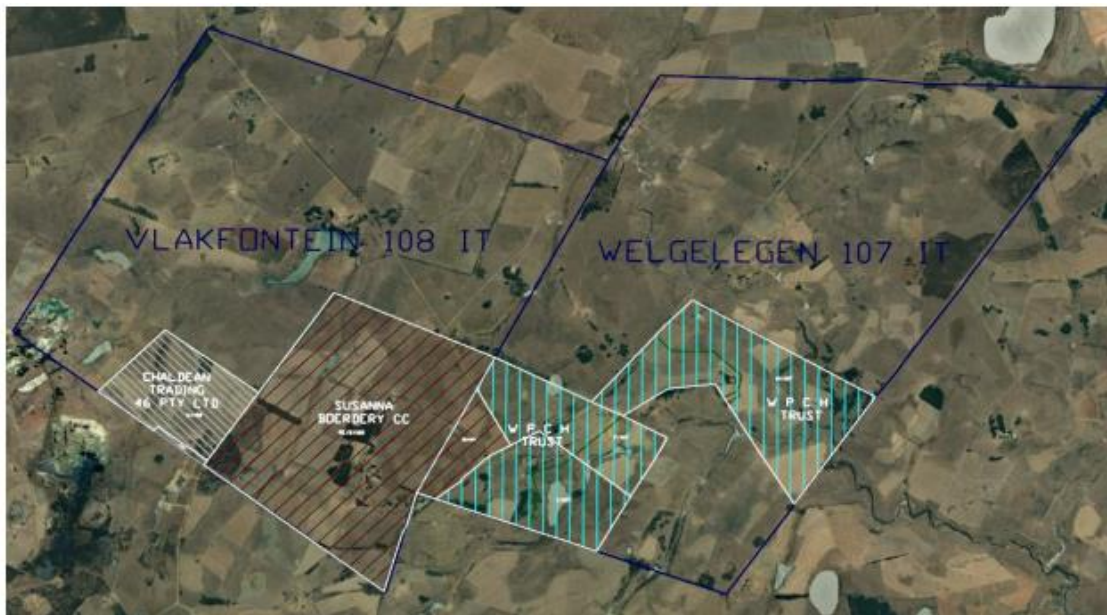 VLAKFONTEIN 108 IT
WELGELEGEN 107 IT
CHALDEAN
TRADING
46 PTY LTD
SUSANNA
BOERDERY CC
W P C H
TRUST
W P C H
TRUST